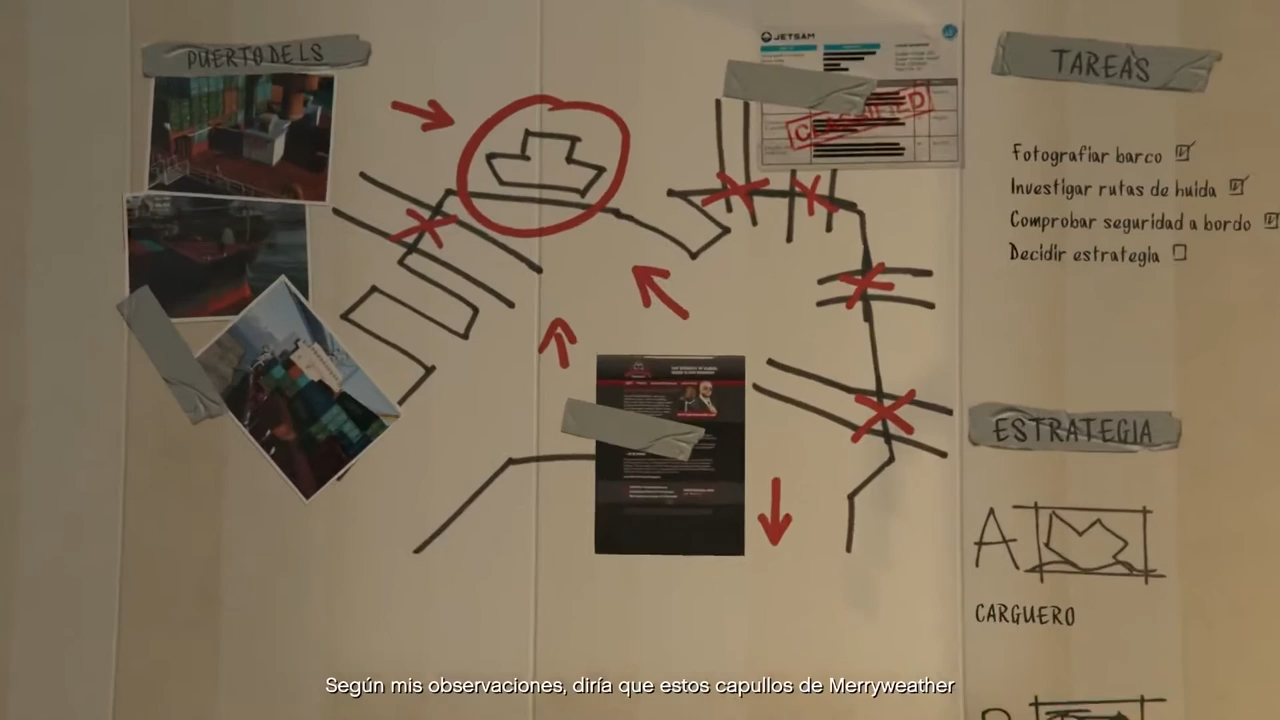 PUERTO DE LS
JETSAM
CLASSIFIED
TAREAS
Fotografiar barco
Investigar rutas de huida
Comprobar seguridad a bordo
Decidir estrategia
ESTRATEGIA
A
CARGUERO
Según mis observaciones, diría que estos capullos de Merryweather